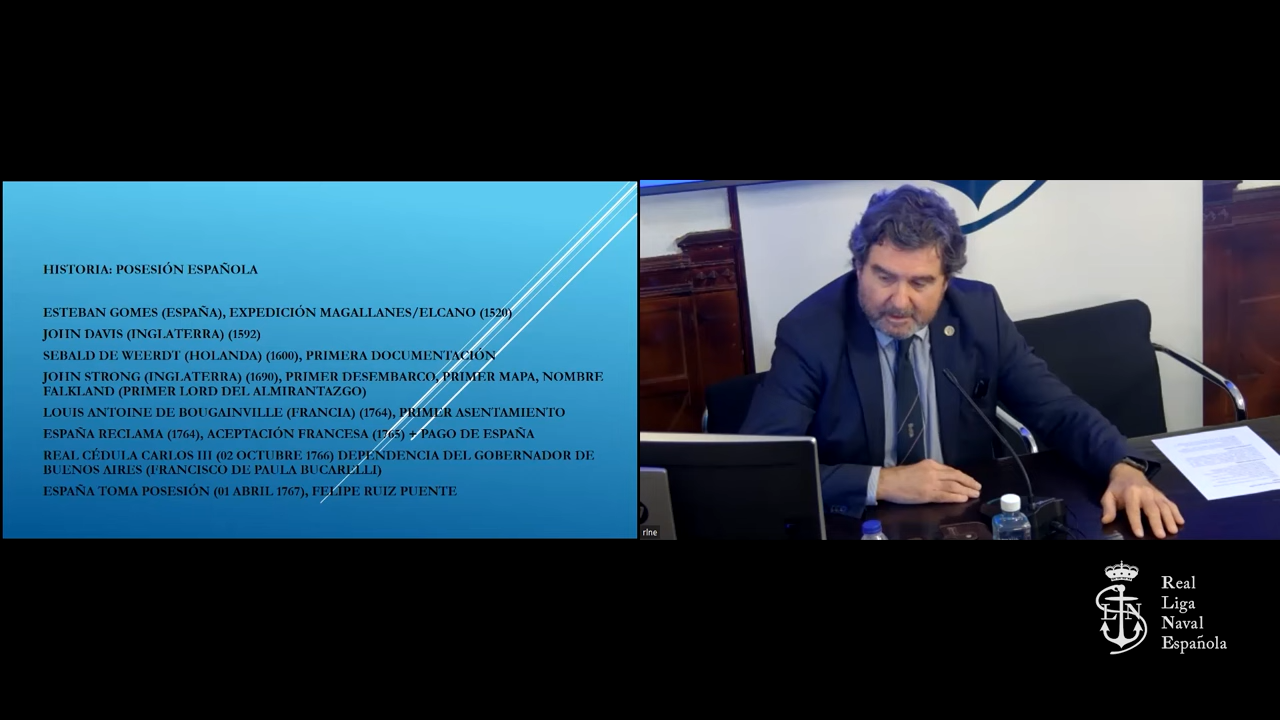 HISTORIA: POSESIÓN ESPAÑOLA
ESTEBAN GOMES (ESPAÑA), EXPEDICIÓN MAGALLANES/ELCANO (1520)
JOHN DAVIS (INGLATERRA) (1592)
SEBALD DE WEERDT (HOLANDA) (1600), PRIMERA DOCUMENTACIÓN
JOHN STRONG (INGLATERRA) (1690), PRIMER DESEMBARCO, PRIMER MAPA, NOMBRE
FALKLAND (PRIMER LORD DEL ALMIRANTAZGO)
LOUIS ANTOINE DE BOUGAINVILLE (FRANCIA) (1764), PRIMER ASENTAMIENTO
ESPAÑA RECLAMA (1764), ACEPTACIÓN FRANCESA (1765) + PAGO DE ESPAÑA
REAL CÉDULA CARLOS III (02 OCTUBRE 1766) DEPENDENCIA DEL GOBERNADOR DE
BUENOS AIRES (FRANCISCO DE PAULA BUCARELLI)
ESPAÑA TOMA POSESIÓN (01 ABRIL 1767), FELIPE RUIZ PUENTE
rlne
LN
Real
Liga
Naval
Española